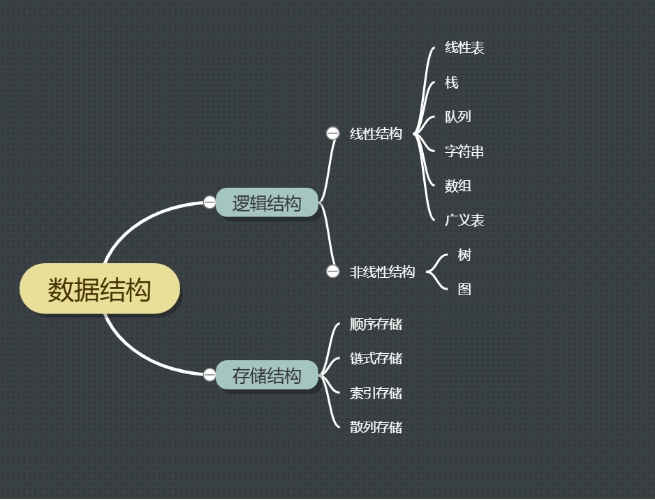 数据结构
逻辑结构
线性结构
线性表
栈
队列
字符串
数组
广义表
非线性结构
树
图
存储结构
顺序存储
链式存储
索引存储
散列存储